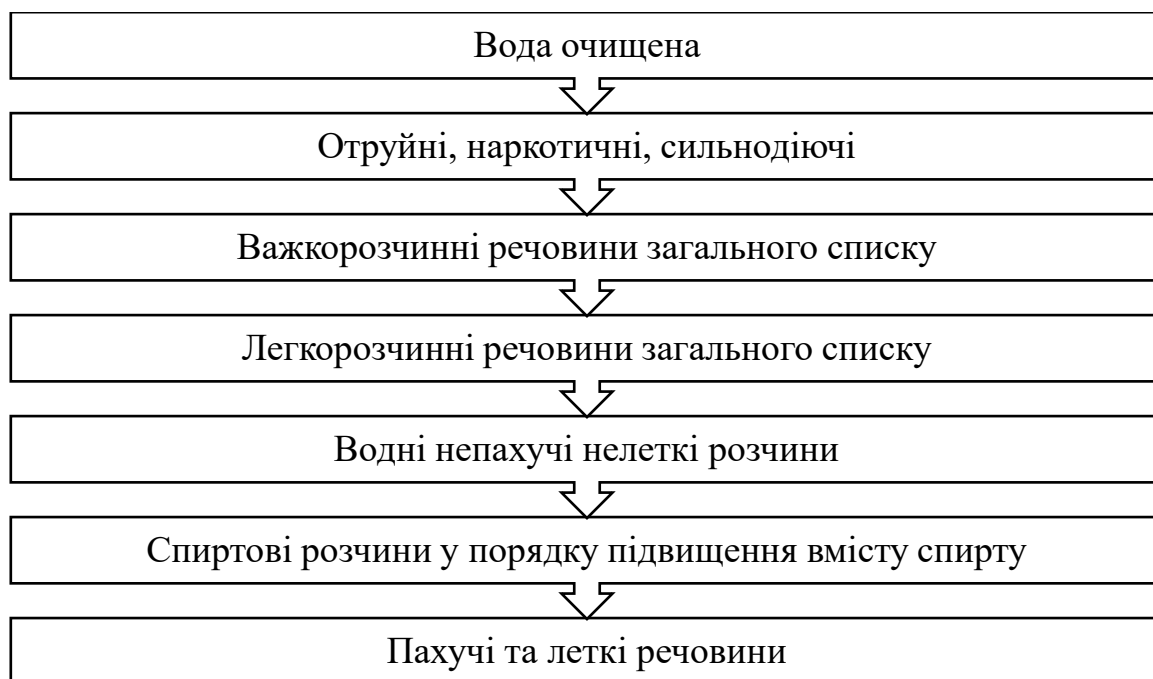 Вода очищена
Отруйні, наркотичні, сильнодіючі
Важкорозчинні речовини загального списку
Легкорозчинні речовини загального списку
Водні непахучі нелеткі розчини
Спиртові розчини у порядку підвищення вмісту спирту
Пахучі та леткі речовини